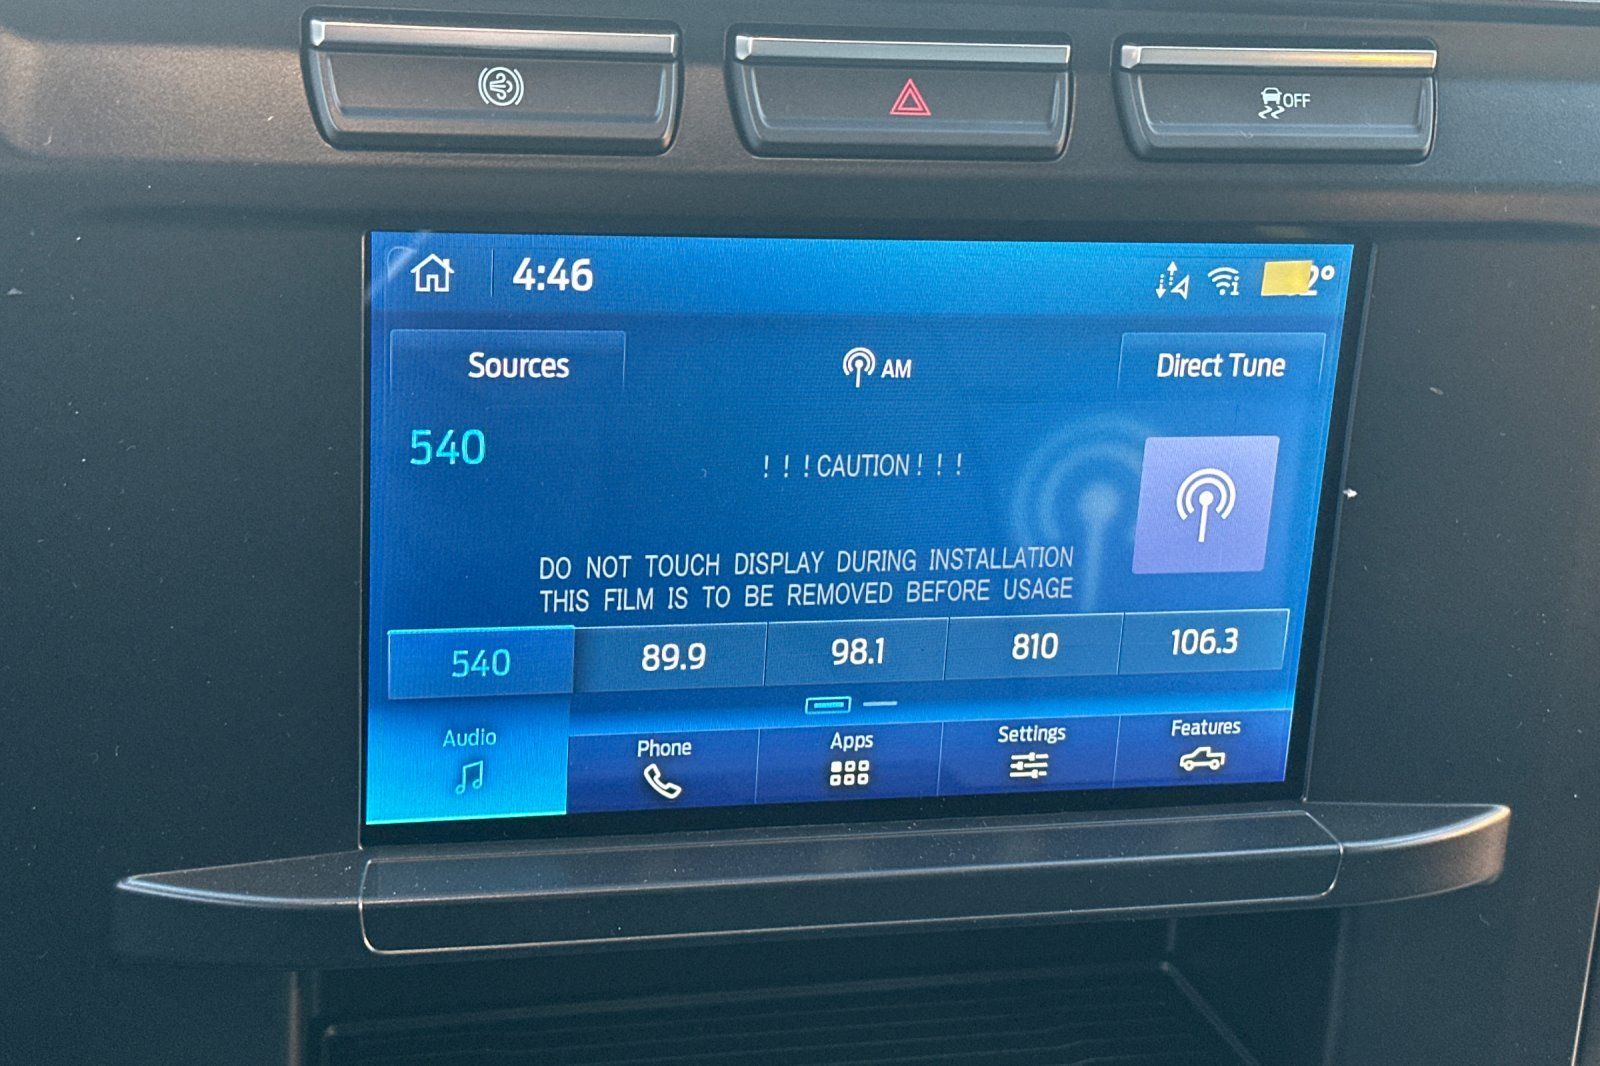 OFF
4:46
2°
Sources
AM
Direct Tune
540
!!!CAUTION!!!
DO NOT TOUCH DISPLAY DURING INSTALLATION
THIS FILM IS TO BE REMOVED BEFORE USAGE
540 89.9 98.1 810 106.3
Audio Phone Apps Settings Features